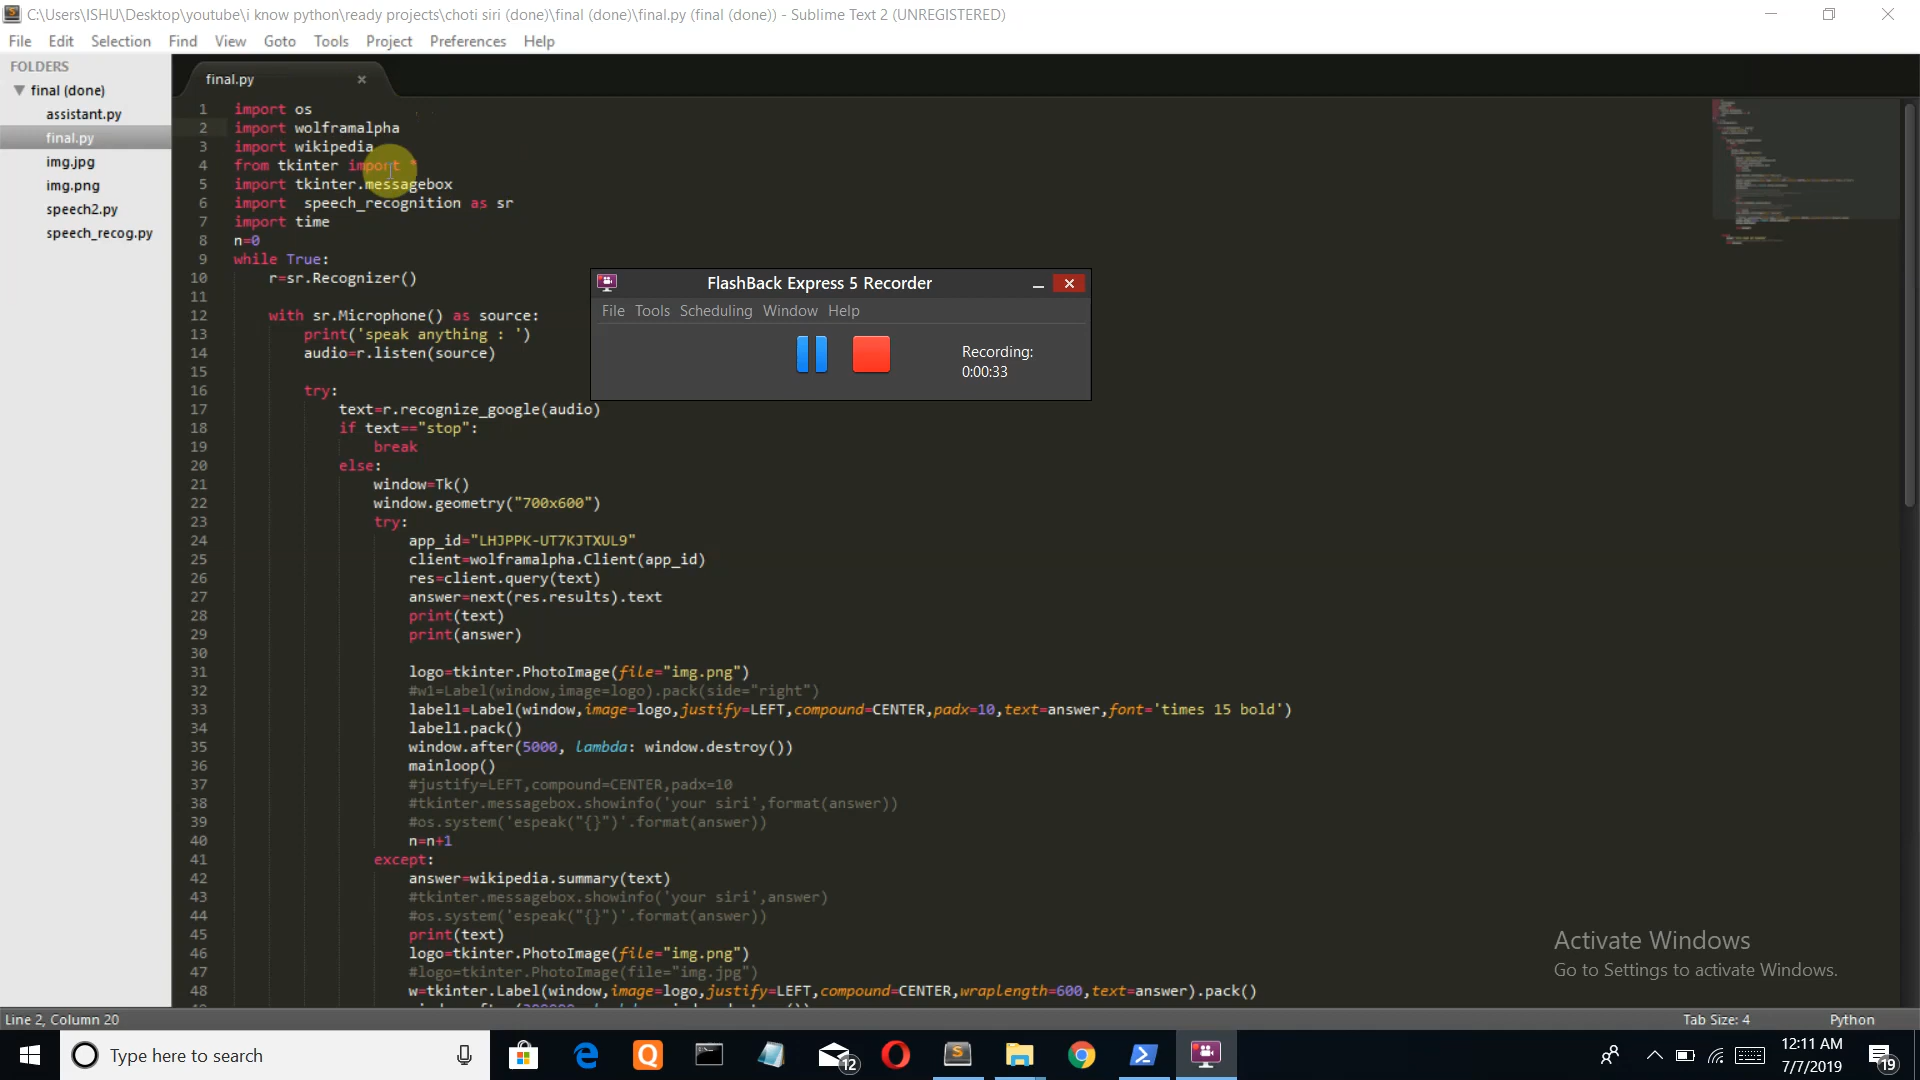 C:\Users\ISHU\Desktop\youtube\i know python\ready projects\choti siri (done)\final (done)\final.py (final (done)) - Sublime Text 2 (UNREGISTERED)
File Edit Selection Find View Goto Tools Project Preferences Help
FOLDERS
final (done)
assistant.py
final.py
img.jpg
img.png
speech2.py
speech_recog.py
final.py
1 import os
2 import wolframalpha
3 import wikipedia
4 from tkinter import *
5 import tkinter.messagebox
6 import  speech_recognition as sr
7 import time
8 n=0
9 while True:
10 r=sr.Recognizer()
11
12 with sr.Microphone() as source:
13 print('speak anything : ')
14 audio=r.listen(source)
15
16 try:
17 text=r.recognize_google(audio)
18 if text=="stop":
19 break
20 else:
21 window=Tk()
22 window.geometry("700x600")
23 try:
24 app_id="LHJPPK-UT7KJTXUL9"
25 client=wolframalpha.Client(app_id)
26 res=client.query(text)
27 answer=next(res.results).text
28 print(text)
29 print(answer)
30
31 logo=tkinter.PhotoImage(file="img.png")
32 #w1=Label(window,image=logo).pack(side="right")
33 label1=Label(window,image=logo,justify=LEFT,compound=CENTER,padx=10,text=answer,font='times 15 bold')
34 label1.pack()
35 window.after(5000, lambda: window.destroy())
36 mainloop()
37 #justify=LEFT,compound=CENTER,padx=10
38 #tkinter.messagebox.showinfo('your siri',format(answer))
39 #os.system('espeak("{}")'.format(answer))
40 n=n+1
41 except:
42 answer=wikipedia.summary(text)
43 #tkinter.messagebox.showinfo('your siri',answer)
44 #os.system('espeak("{}")'.format(answer))
45 print(text)
46 logo=tkinter.PhotoImage(file="img.png")
47 #logo=tkinter.PhotoImage(file="img.jpg")
48 w=tkinter.Label(window,image=logo,justify=LEFT,compound=CENTER,wraplength=600,text=answer).pack()
FlashBack Express 5 Recorder
File Tools Scheduling Window Help
Recording:
0:00:33
Activate Windows
Go to Settings to activate Windows.
Line 2, Column 20
Tab Size: 4
Python
Type here to search
12
12:11 AM
7/7/2019
19